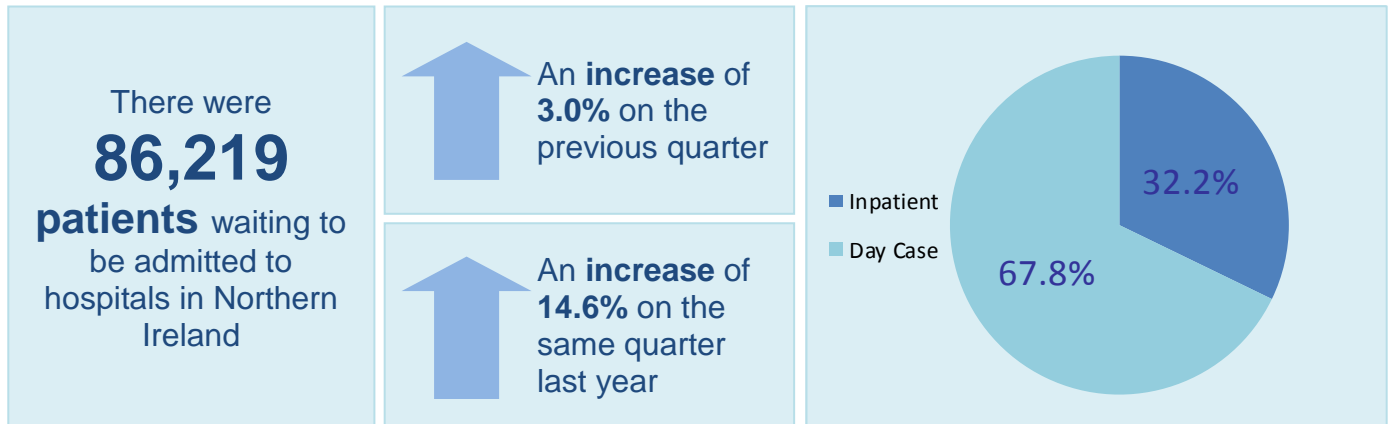 There were
86,219
patients waiting to
be admitted to
hospitals in Northern
Ireland
An increase of
3.0% on the
previous quarter
An increase of
14.6% on the
same quarter
last year
Inpatient
Day Case
32.2%
67.8%